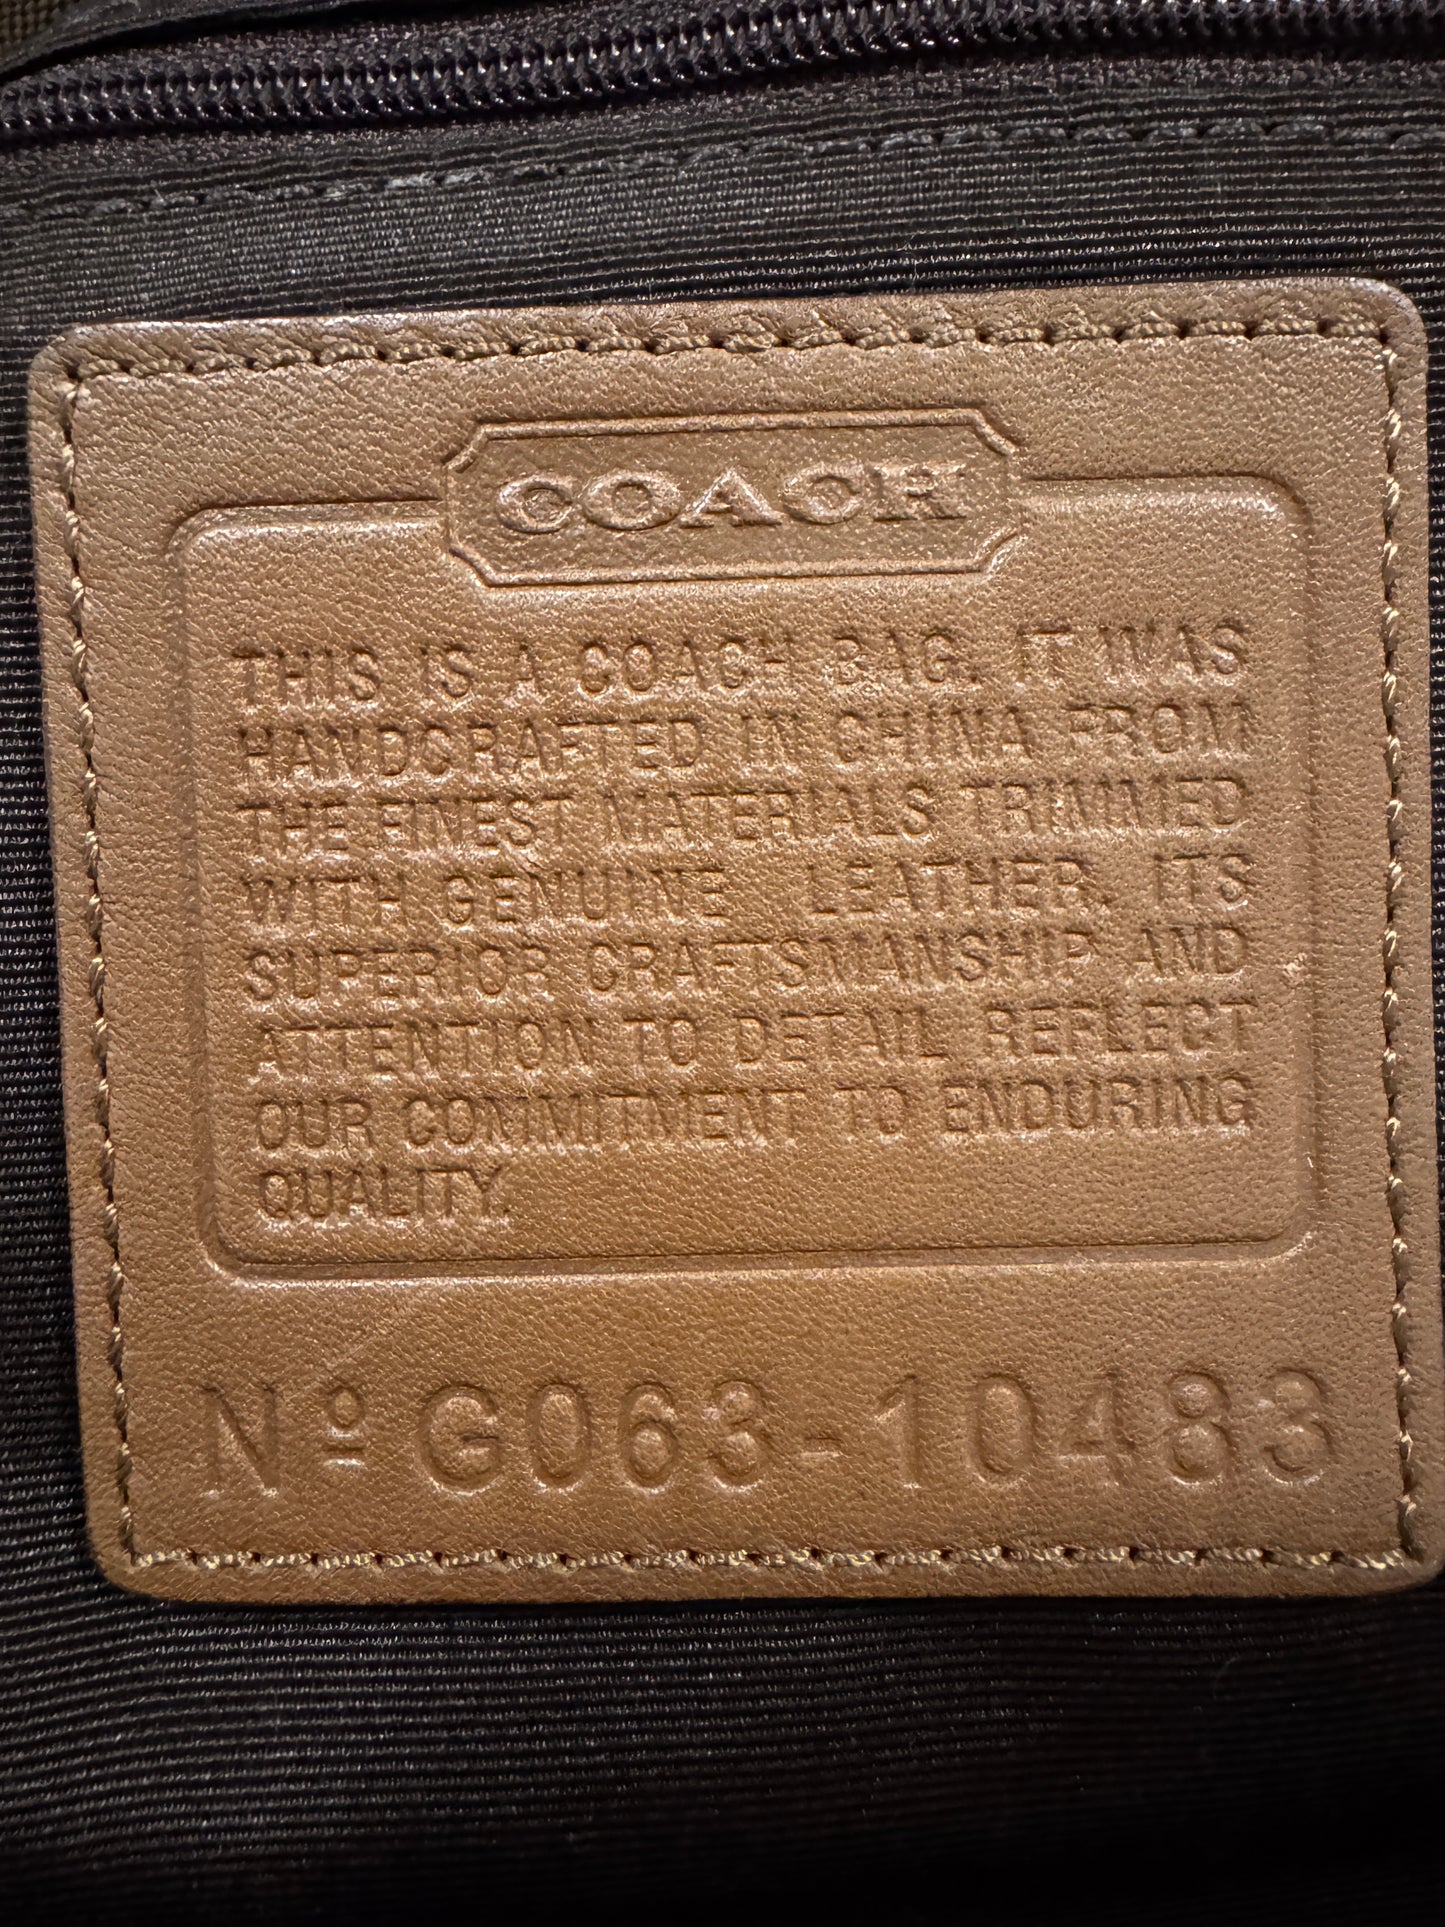 COACH
THIS IS A COACH BAG. IT WAS
HANDCRAFTED IN CHINA FROM
THE FINEST MATERIALS TRIMMED
WITH GENUINE LEATHER. ITS
SUPERIOR CRAFTSMANSHIP AND
ATTENTION TO DETAIL REFLECT
OUR COMMITMENT TO ENDURING
QUALITY.
Nº G063-10483